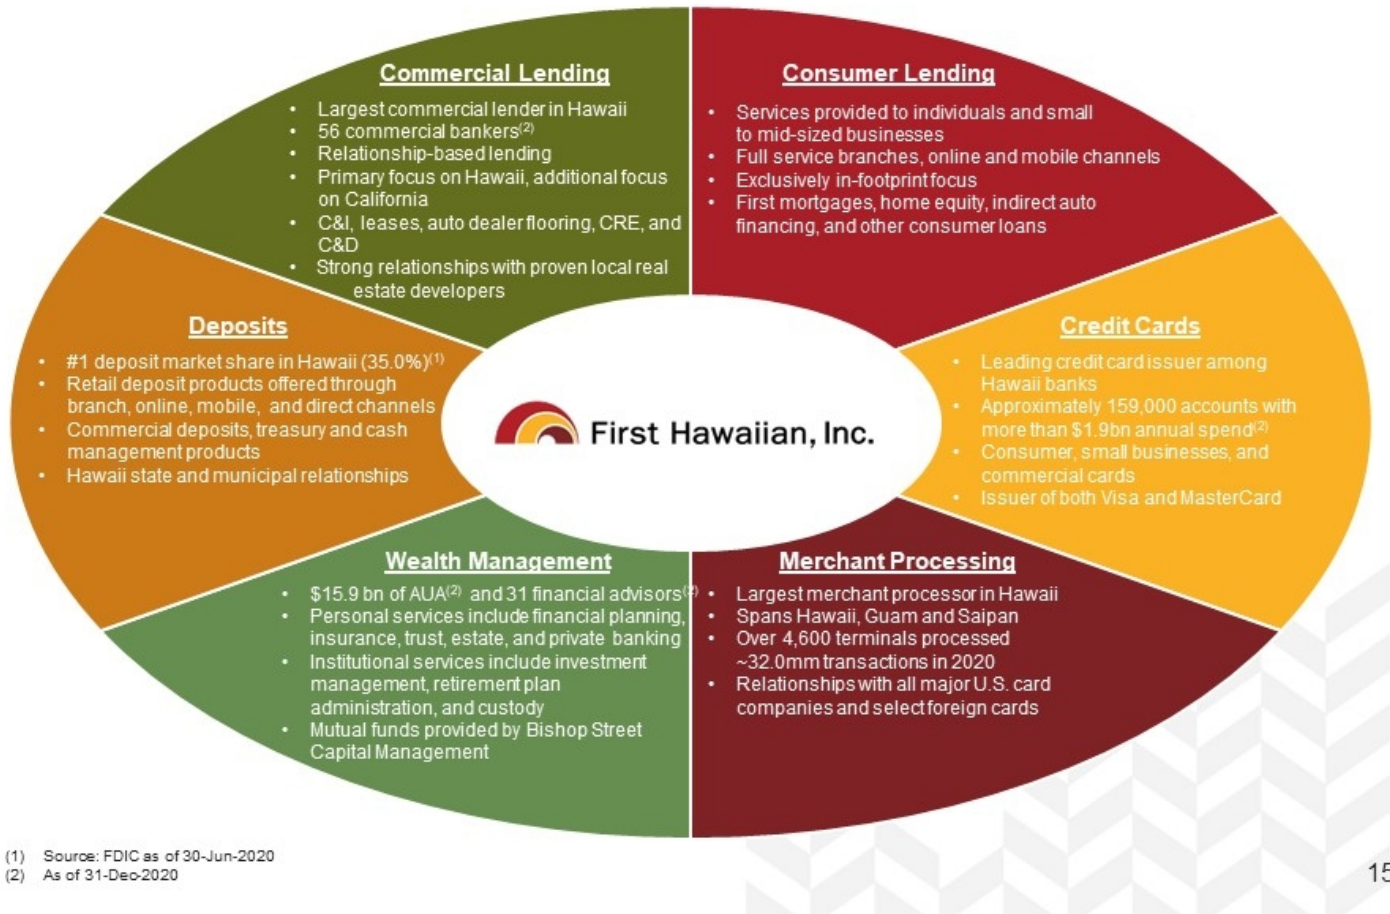 Commercial Lending
• Largest commercial lender in Hawaii
• 56 commercial bankers(2)
• Relationship-based lending
• Primary focus on Hawaii, additional focus
on California
• C&I, leases, auto dealer flooring, CRE, and
C&D
• Strong relationships with proven local real
estate developers
Consumer Lending
• Services provided to individuals and small
to mid-sized businesses
• Full service branches, online and mobile channels
• Exclusively in-footprint focus
• First mortgages, home equity, indirect auto
financing, and other consumer loans
Deposits
• #1 deposit market share in Hawaii (35.0%)(1)
• Retail deposit products offered through
branch, online, mobile, and direct channels
• Commercial deposits, treasury and cash
management products
• Hawaii state and municipal relationships
First Hawaiian, Inc.
Credit Cards
• Leading credit card issuer among
Hawaii banks
• Approximately 159,000 accounts with
more than $1.9bn annual spend(2)
• Consumer, small businesses, and
commercial cards
• Issuer of both Visa and MasterCard
Wealth Management
• $15.9 bn of AUA(2) and 31 financial advisors(2)
• Personal services include financial planning,
insurance, trust, estate, and private banking
• Institutional services include investment
management, retirement plan
administration, and custody
• Mutual funds provided by Bishop Street
Capital Management
Merchant Processing
• Largest merchant processor in Hawaii
• Spans Hawaii, Guam and Saipan
• Over 4,600 terminals processed
~32.0mm transactions in 2020
• Relationships with all major U.S. card
companies and select foreign cards
(1) Source: FDIC as of 30-Jun-2020
(2) As of 31-Dec-2020
15